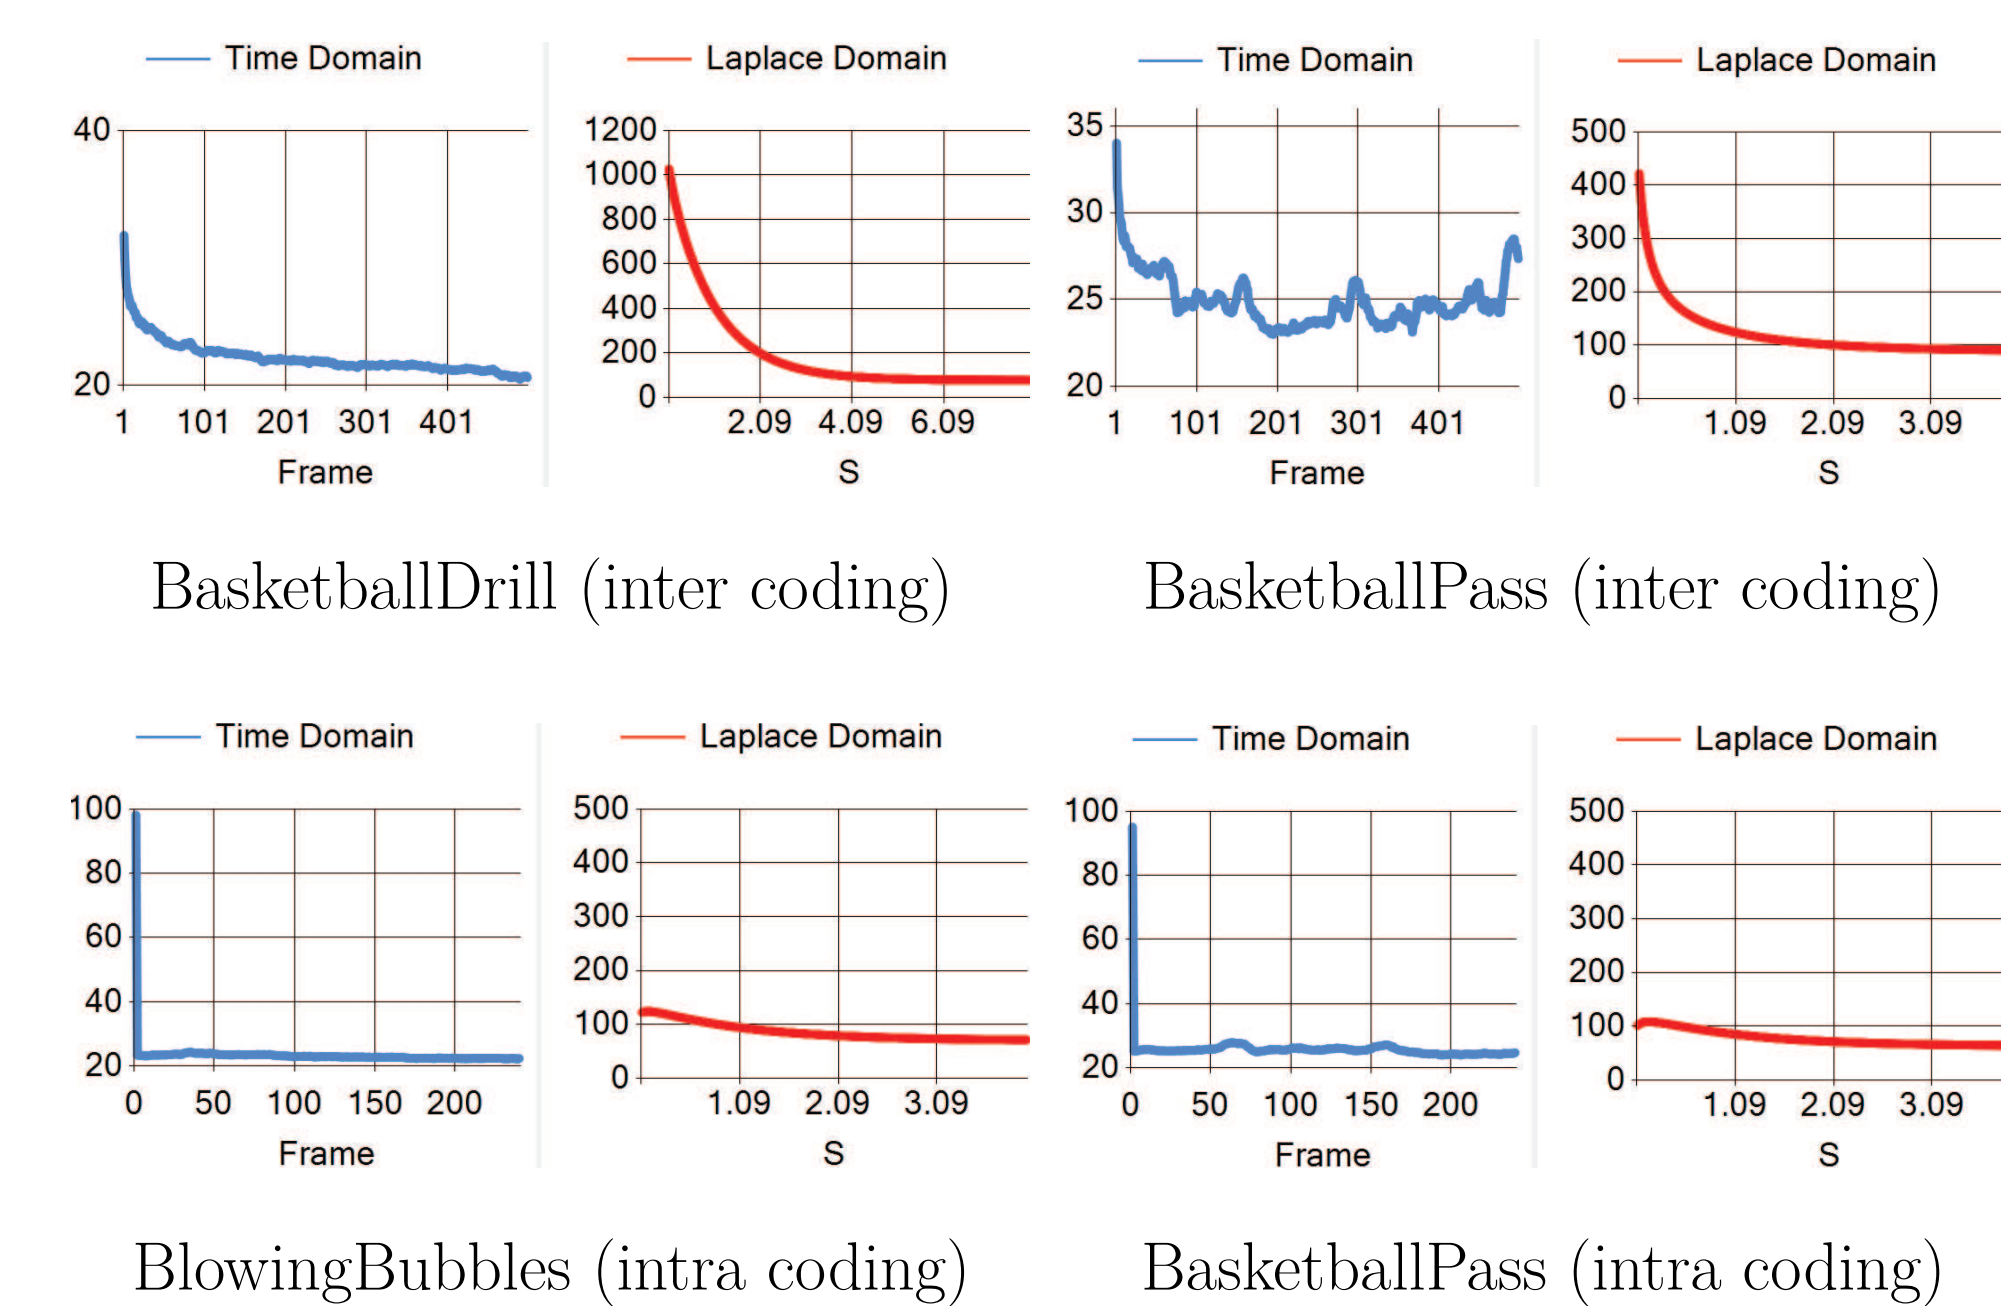 Time Domain
Laplace Domain
40
20
1 101 201 301 401
Frame
1200
1000
800
600
400
200
0
2.09 4.09 6.09
S
Time Domain
Laplace Domain
35
30
25
20
1 101 201 301 401
Frame
500
400
300
200
100
0
1.09 2.09 3.09
S
BasketballDrill (inter coding)
BasketballPass (inter coding)
Time Domain
Laplace Domain
100
80
60
40
20
0 50 100 150 200
Frame
500
400
300
200
100
0
1.09 2.09 3.09
S
Time Domain
Laplace Domain
100
80
60
40
20
0 50 100 150 200
Frame
500
400
300
200
100
0
1.09 2.09 3.09
S
BlowingBubbles (intra coding)
BasketballPass (intra coding)